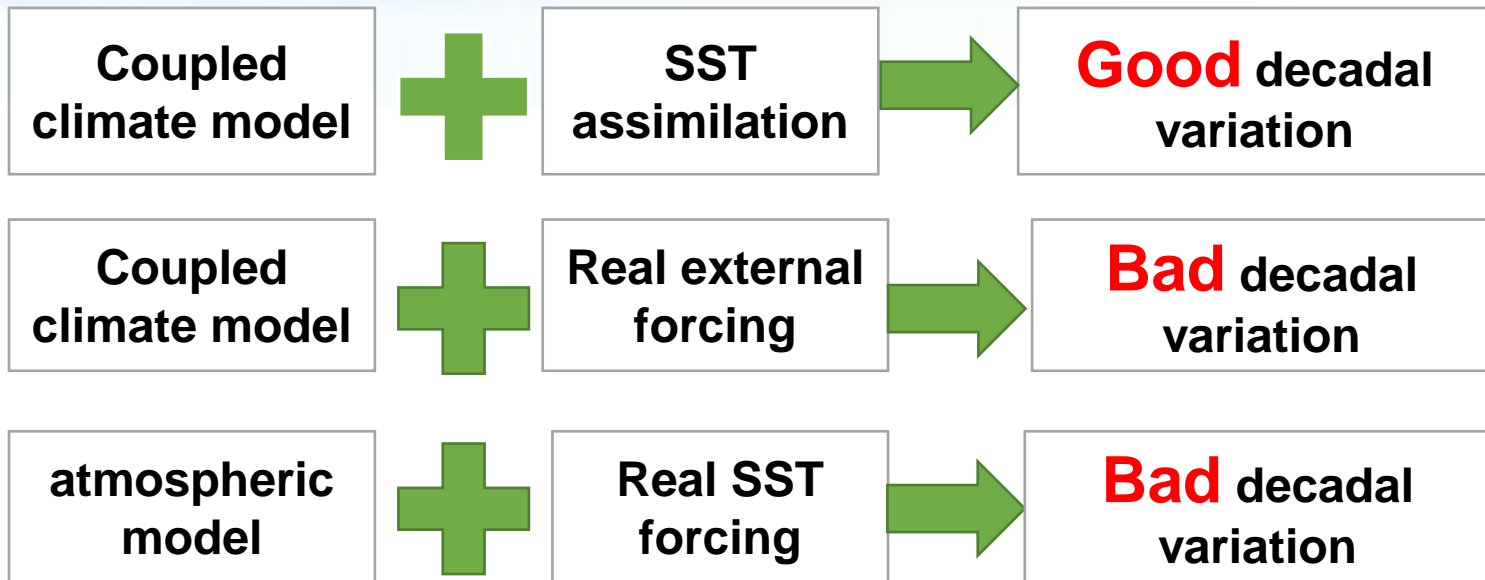 Coupled
climate model
SST
assimilation
Good decadal
variation
Coupled
climate model
Real external
forcing
Bad decadal
variation
atmospheric
model
Real SST
forcing
Bad decadal
variation